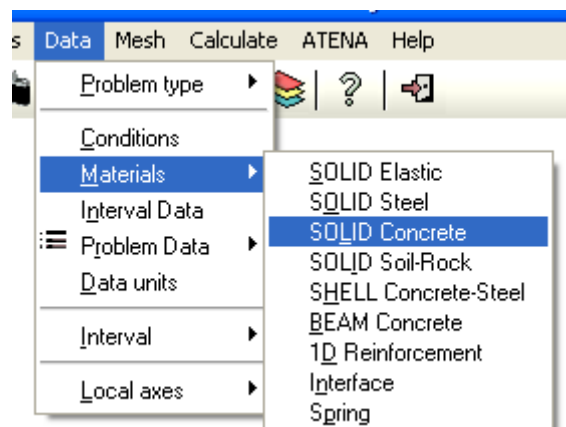 s Data Mesh Calculate ATENA Help
Problem type
Conditions
Materials
Interval Data
Problem Data
Data units
Interval
Local axes
SOLID Elastic
SOLID Steel
SOLID Concrete
SOLID Soil-Rock
SHELL Concrete-Steel
BEAM Concrete
1D Reinforcement
Interface
Spring